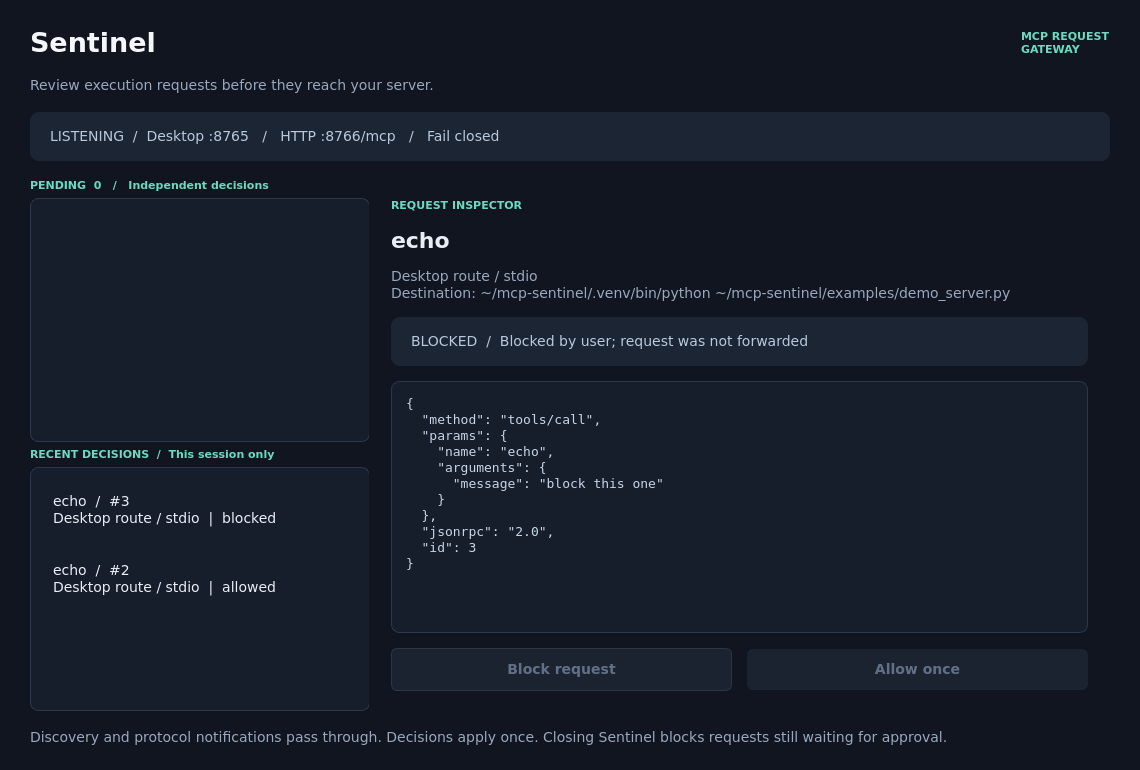 Sentinel
MCP REQUEST
GATEWAY
Review execution requests before they reach your server.
LISTENING / Desktop :8765 / HTTP :8766/mcp / Fail closed
PENDING 0 / Independent decisions
RECENT DECISIONS / This session only
echo / #3
Desktop route / stdio | blocked
echo / #2
Desktop route / stdio | allowed
REQUEST INSPECTOR
echo
Desktop route / stdio
Destination: ~/mcp-sentinel/.venv/bin/python ~/mcp-sentinel/examples/demo_server.py
BLOCKED / Blocked by user; request was not forwarded
{
  "method": "tools/call",
  "params": {
    "name": "echo",
    "arguments": {
      "message": "block this one"
    }
  },
  "jsonrpc": "2.0",
  "id": 3
}
Block request
Allow once
Discovery and protocol notifications pass through. Decisions apply once. Closing Sentinel blocks requests still waiting for approval.